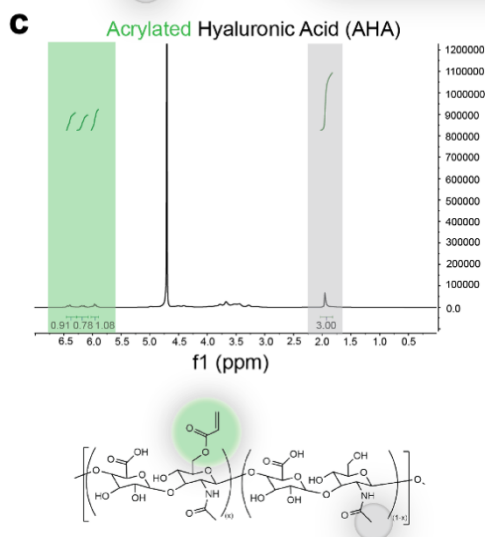 C
Acrylated Hyaluronic Acid (AHA)
1200000
1100000
1000000
900000
800000
700000
600000
500000
400000
300000
200000
100000
0.0
0.91 0.78 1.08
3.00
6.5 6.0 5.5 5.0 4.5 4.0 3.5 3.0 2.5 2.0 1.5 1.0 0.5
f1 (ppm)
O
O
O OH HO O OH HO
O O O O O O O
HO OH NH HO OH NH
O (x) O (1-x)